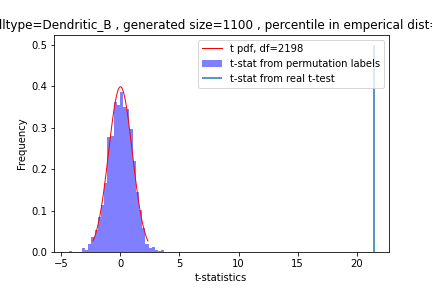 lltype=Dendritic_B , generated size=1100 , percentile in emperical dist=
0.5
0.4
0.3
0.2
0.1
0.0
Frequency
t pdf, df=2198
t-stat from permutation labels
t-stat from real t-test
-5
0
5
10
15
20
t-statistics